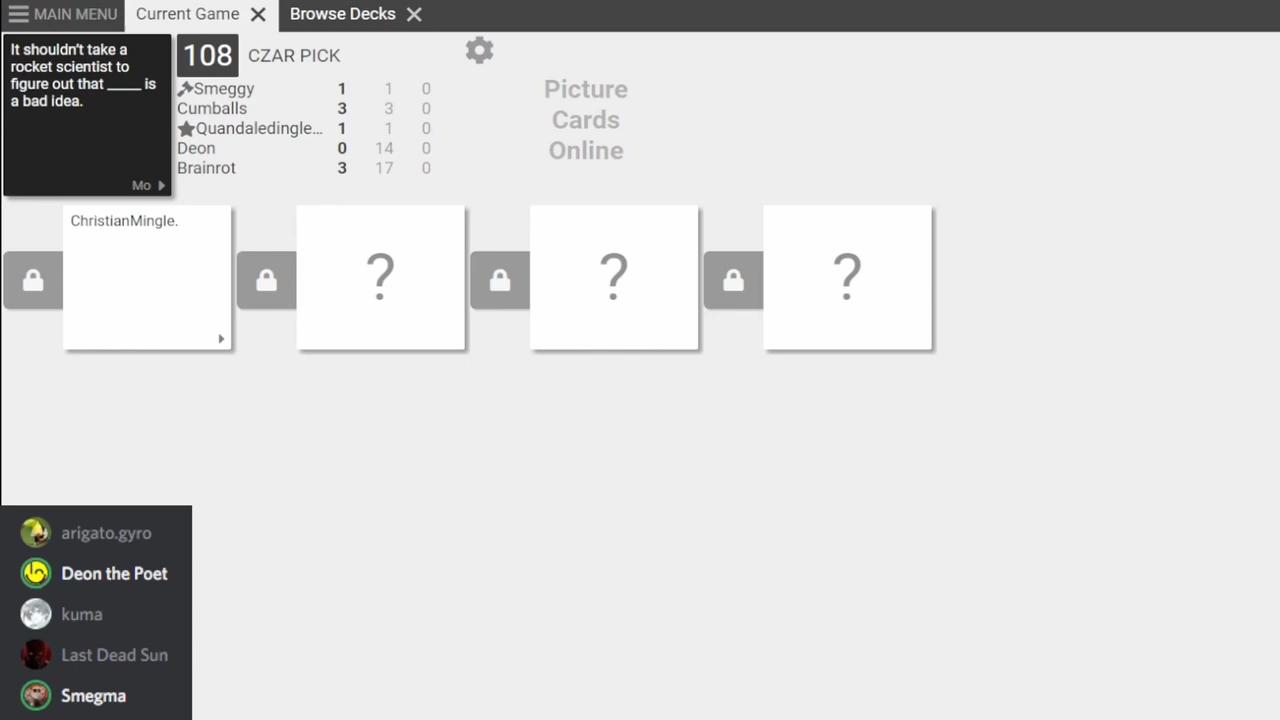 MAIN MENU
Current Game
Browse Decks
It shouldn't take a
rocket scientist to
figure out that _____ is
a bad idea.
Mo
108 CZAR PICK
Smeggy 1 1 0
Cumballs 3 3 0
Quandaledingle... 1 1 0
Deon 0 14 0
Brainrot 3 17 0
Picture
Cards
Online
ChristianMingle.
?
?
?
arigato.gyro
Deon the Poet
kuma
Last Dead Sun
Smegma